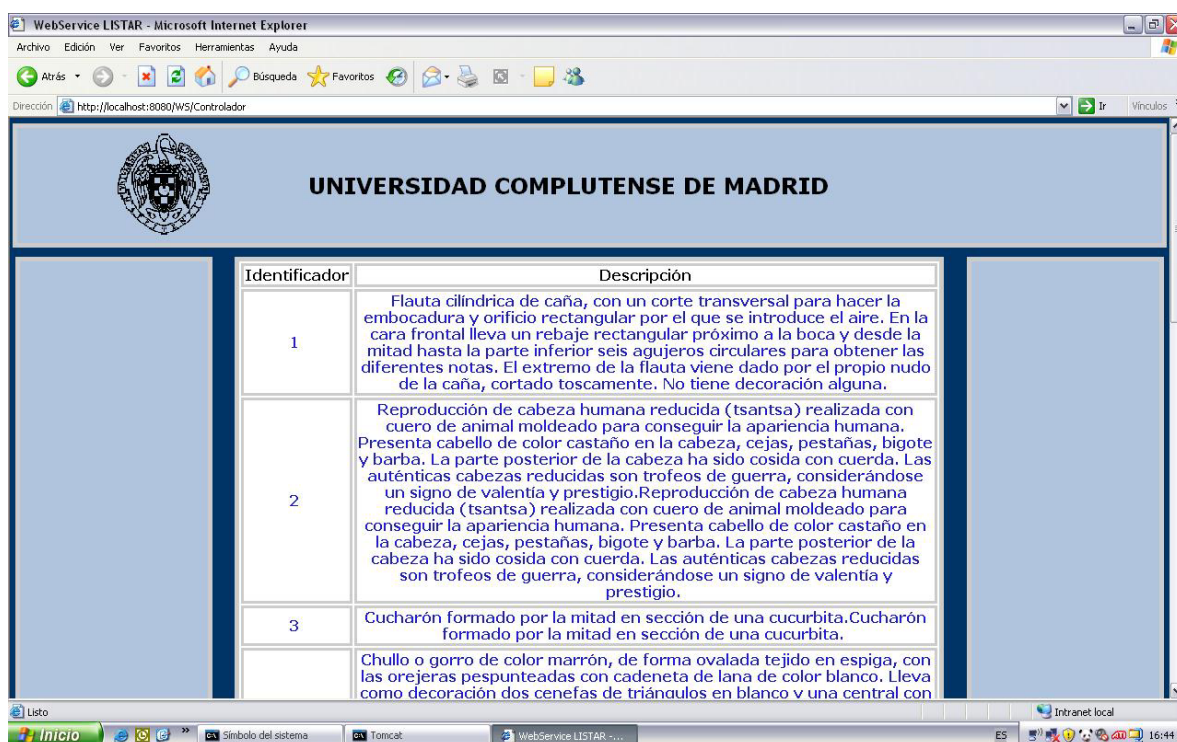 WebService LISTAR - Microsoft Internet Explorer
Archivo Edición Ver Favoritos Herramientas Ayuda
Atrás Búsqueda Favoritos
Dirección http://localhost:8080/WS/Controlador Ir Vínculos
UNIVERSIDAD COMPLUTENSE DE MADRID
Identificador Descripción
Flauta cilíndrica de caña, con un corte transversal para hacer la
embocadura y orificio rectangular por el que se introduce el aire. En la
cara frontal lleva un rebaje rectangular próximo a la boca y desde la
1
mitad hasta la parte inferior seis agujeros circulares para obtener las
diferentes notas. El extremo de la flauta viene dado por el propio nudo
de la caña, cortado toscamente. No tiene decoración alguna.
Reproducción de cabeza humana reducida (tsantsa) realizada con
cuero de animal moldeado para conseguir la apariencia humana.
Presenta cabello de color castaño en la cabeza, cejas, pestañas, bigote
y barba. La parte posterior de la cabeza ha sido cosida con cuerda. Las
auténticas cabezas reducidas son trofeos de guerra, considerándose
2
un signo de valentía y prestigio.Reproducción de cabeza humana
reducida (tsantsa) realizada con cuero de animal moldeado para
conseguir la apariencia humana. Presenta cabello de color castaño en
la cabeza, cejas, pestañas, bigote y barba. La parte posterior de la
cabeza ha sido cosida con cuerda. Las auténticas cabezas reducidas
son trofeos de guerra, considerándose un signo de valentía y
prestigio.
3
Cucharón formado por la mitad en sección de una cucurbita.Cucharón
formado por la mitad en sección de una cucurbita.
Chullo o gorro de color marrón, de forma ovalada tejido en espiga, con
las orejeras pespunteadas con cadeneta de lana de color blanco. Lleva
como decoración dos cenefas de triángulos en blanco y una central con
Listo Intranet local
Inicio Símbolo del sistema Tomcat WebService LISTAR -... ES 16:44